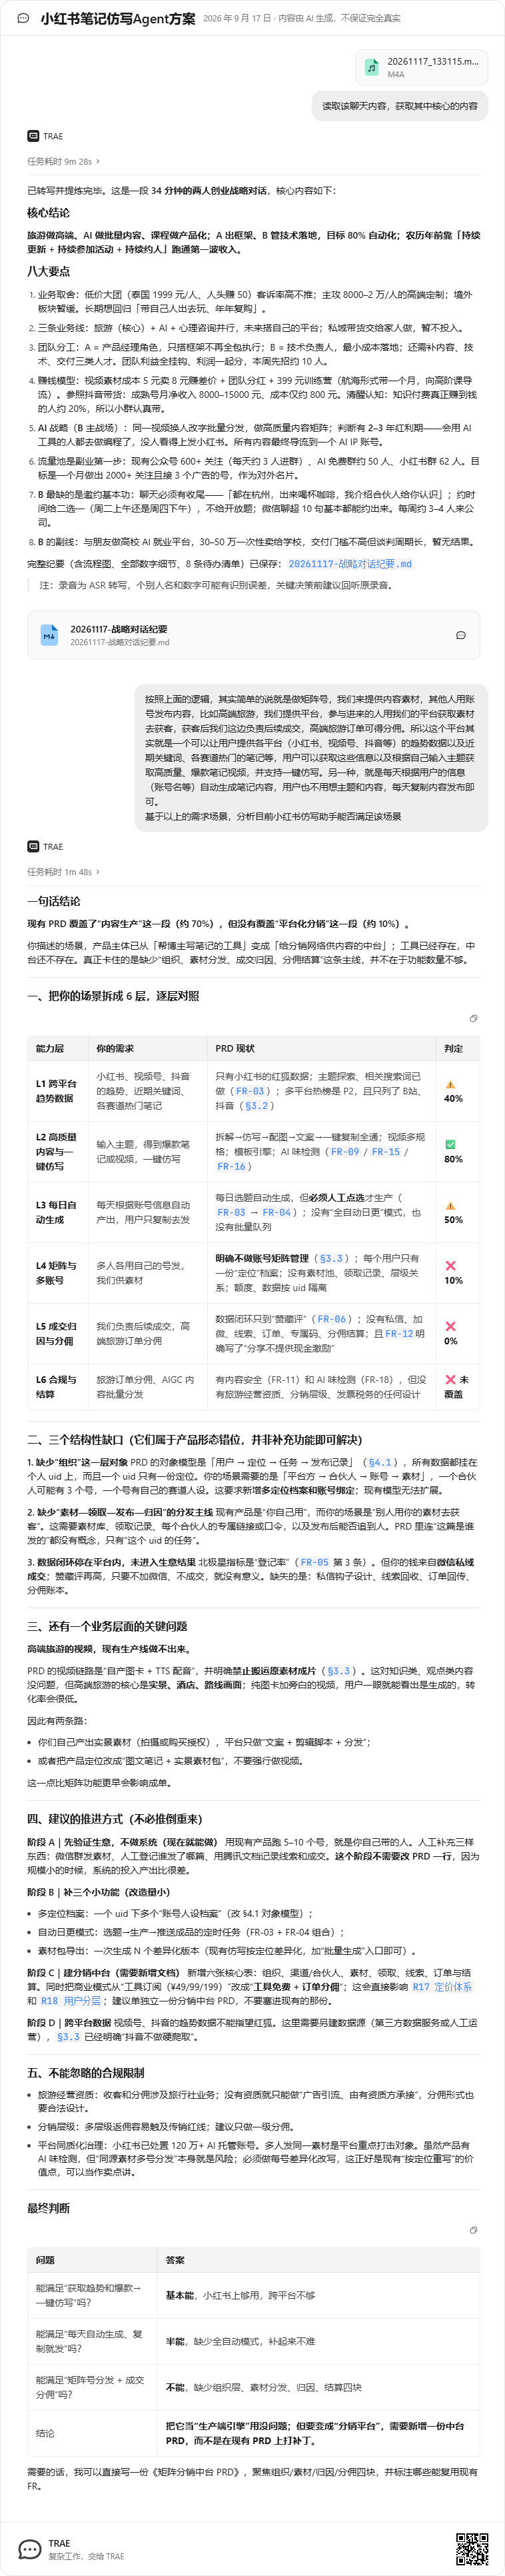 小红书笔记仿写Agent方案
2026 年 9 月 17 日 · 内容由 AI 生成，不保证完全真实
20261117_133115.m...
M4A
读取该聊天内容，获取其中核心的内容
TRAE
任务耗时 9m 28s
已转写并提炼完毕。这是一段 34 分钟的两人创业战略对话，核心内容如下：
核心结论
旅游做高端、AI 做批量内容、课程做产品化；A 出框架、B 管技术落地，目标 80% 自动化；农历年前靠「持续
更新 + 持续参加活动 + 持续约人」跑通第一波收入。
八大要点
1. 业务取舍：低价大团（泰国 1999 元/人、人头赚 50）客诉率高不推；主攻 8000–2 万/人的高端定制；境外
板块暂缓。长期想回归「带自己人出去玩、年年复购」。
2. 三条业务线：旅游（核心）+ AI + 心理咨询并行，未来搭自己的平台；私域带货交给家人做，暂不投入。
3. 团队分工：A = 产品经理角色，只搭框架不再全包执行；B = 技术负责人，最小成本落地；还需补内容、技
术、交付三类人才。团队利益全挂钩、利润一起分，本周先招约 10 人。
4. 赚钱模型：视频素材成本 5 元卖 8 元赚差价 + 团队分红 + 399 元训练营（航海形式带一个月，向高阶课导
流）。参照抖音带货：成熟号月净收入 8000–15000 元、成本仅约 800 元。清醒认知：知识付费真正赚到钱
的人约 20%，所以小群认真带。
5. AI 战略（B 主战场）：同一视频换人改字批量分发，做高质量内容矩阵；判断有 2–3 年红利期——会用 AI
工具的人都去做编程了，没人看得上发小红书。所有内容最终导流到一个 AI IP 账号。
6. 流量池是副业第一步：现有公众号 600+ 关注（每天约 3 人进群）、AI 免费群约 50 人、小红书群 62 人。目
标是一个月做出 2000+ 关注且接 3 个广告的号，作为对外名片。
7. B 最缺的是邀约基本功：聊天必须有收尾——「都在杭州，出来喝杯咖啡，我介绍合伙人给你认识」；约时
间给二选一（周二上午还是周四下午），不给开放题；微信聊超 10 句基本都能约出来。每周约 3–4 人来公
司。
8. B 的副线：与朋友做高校 AI 就业平台，30–50 万一次性卖给学校，交付门槛不高但谈判周期长，暂无结果。
完整纪要（含流程图、全部数字细节、8 条待办清单）已保存：20261117-战略对话纪要.md
注：录音为 ASR 转写，个别人名和数字可能有识别误差，关键决策前建议回听原录音。
20261117-战略对话纪要
20261117-战略对话纪要.md
按照上面的逻辑，其实简单的说就是做矩阵号，我们来提供内容素材，其他人用账
号发布内容，比如高端旅游，我们提供平台，参与进来的人用我们的平台获取素材
去获客，获客后我们这边负责后续成交，高端旅游订单可得分佣。所以这个平台其
实就是一个可以让用户提供各平台（小红书、视频号、抖音等）的趋势数据以及近
期关键词、各赛道热门的笔记等，用户可以获取这些信息以及根据自己输入主题获
取高质量、爆款笔记视频，并支持一键仿写。另一种，就是每天根据用户的信息
（账号名等）自动生成笔记内容，用户也不用想主题和内容，每天复制内容发布即
可。
基于以上的需求场景，分析目前小红书仿写助手能否满足该场景
TRAE
任务耗时 1m 48s
一句话结论
现有 PRD 覆盖了“内容生产”这一段（约 70%），但没有覆盖“平台化分销”这一段（约 10%）。
你描述的场景，产品主体已从「帮博主写笔记的工具」变成「给分销网络供内容的中台」；工具已经存在，中
台还不存在。真正卡住的是缺少“组织、素材分发、成交归因、分佣结算”这条主线，并不在于功能数量不够。
一、把你的场景拆成 6 层，逐层对照
能力层 你的需求 PRD 现状 判定
L1 跨平台趋势数据 小红书、视频号、抖音的趋势、近期关键词、各赛道热门笔记 只有小红书的红狐数据；主题探索、相关搜索词已做（FR-03）；多平台热榜是 P2，且只列了 B站、抖音（§3.2） ⚠️ 40%
L2 高质量内容与一键仿写 输入主题，得到爆款笔记或视频，一键仿写 拆解→仿写→配图→文案→一键复制全通；视频多规格；模板引擎；AI 味检测（FR-09 / FR-15 / FR-16） ✅ 80%
L3 每日自动生成 每天根据账号信息自动产出，用户只复制去发 每日选题自动生成，但必须人工点选才生产（FR-03 → FR-04）；没有“全自动日更”模式，也没有批量队列 ⚠️ 50%
L4 矩阵与多账号 多人各用自己的号发，我们供素材 明确不做账号矩阵管理（§3.3）；每个用户只有一份“定位”档案；没有素材池、领取记录、层级关系；额度、数据按 uid 隔离 ❌ 10%
L5 成交归因与分佣 我们负责后续成交，高端旅游订单分佣 数据闭环只到“赞藏评”（FR-06）；没有私信、加微、线索、订单、专属码、分佣结算；且 FR-12 明确写了“分享不提供现金激励” ❌ 0%
L6 合规与结算 旅游订单分佣、AIGC 内容批量分发 有内容安全（FR-11）和 AI 味检测（FR-18），但没有旅游经营资质、分销层级、发票税务的任何设计 ❌ 未覆盖
二、三个结构性缺口（它们属于产品形态错位，并非补充功能即可解决）
1. 缺少“组织”这一层对象 PRD 的对象模型是「用户 → 定位 → 任务 → 发布记录」（§4.1），所有数据都挂在
个人 uid 上，而且一个 uid 只有一份定位。你的场景需要的是「平台方 → 合伙人 → 账号 → 素材」，一个合伙
人可能有 3 个号，一个号有自己的赛道人设。这要求新增多定位档案和账号绑定；现有模型无法扩展。
2. 缺少“素材—领取—发布—归因”的分发主线 现有产品是“你自己用”，而你的场景是“别人用你的素材去获
客”。这需要素材库、领取记录、每个合伙人的专属链接或口令，以及发布后能否追到人。PRD 里连“这篇是谁发
的”都没有概念，只有“这个 uid 的任务”。
3. 数据闭环停在平台内，未进入生意结果 北极星指标是“登记率”（FR-05 第 3 条）。但你的钱来自微信私域
成交；赞藏评再高，只要不加微信、不成交，就没有意义。缺失的是：私信钩子设计、线索回收、订单回传、
分佣账本。
三、还有一个业务层面的关键问题
高端旅游的视频，现有生产线做不出来。
PRD 的视频链路是“自产图卡 + TTS 配音”，并明确禁止搬运原素材成片（§3.3）。这对知识类、观点类内容
没问题，但高端旅游的核心是实景、酒店、路线画面；纯图卡加旁白的视频，用户一眼就能看出是生成的，转
化率会很低。
因此有两条路：
• 你们自己产出实景素材（拍摄或购买授权），平台只做“文案 + 剪辑脚本 + 分发”；
• 或者把产品定位改成“图文笔记 + 实景素材包”，不要强行做视频。
这一点比矩阵功能更早会影响成单。
四、建议的推进方式（不必推倒重来）
阶段 A｜先验证生意，不做系统（现在就能做） 用现有产品跑 5–10 个号，就是你自己带的人。人工补充三样
东西：微信群发素材、人工登记谁发了哪篇、用腾讯文档记录线索和成交。这个阶段不需要改 PRD 一行，因为
规模小的时候，系统的投入产出比很差。
阶段 B｜补三个小功能（改造量小）
• 多定位档案：一个 uid 下多个“账号人设档案”（改 §4.1 对象模型）；
• 自动日更模式：选题→生产→推送成品的定时任务（FR-03 + FR-04 组合）；
• 素材包导出：一次生成 N 个差异化版本（现有仿写按定位差异化，加“批量生成”入口即可）。
阶段 C｜建分销中台（需要新增文档） 新增六张核心表：组织、渠道/合伙人、素材、领取、线索、订单与结
算。同时把商业模式从“工具订阅（¥49/99/199）”改成“工具免费 + 订单分佣”；这会直接影响 R17 定价体系
和 R18 用户分层；建议单独立一份分销中台 PRD，不要塞进现有的那份。
阶段 D｜跨平台数据 视频号、抖音的趋势数据不能指望红狐。这里需要另建数据源（第三方数据服务或人工运
营），§3.3 已经明确“抖音不做硬爬取”。
五、不能忽略的合规限制
• 旅游经营资质：收客和分佣涉及旅行社业务；没有资质就只能做“广告引流、由有资质方承接”，分佣形式也
要合法设计。
• 分销层级：多层级返佣容易触及传销红线；建议只做一级分佣。
• 平台同质化治理：小红书已处置 120 万+ AI 托管账号。多人发同一素材是平台重点打击对象。虽然产品有
AI 味检测，但“同源素材多号分发”本身就是风险；必须做每号差异化改写，这正好是现有“按定位重写”的价
值点，可以当作卖点讲。
最终判断
问题 答案
能满足“获取趋势和爆款→一键仿写”吗？ 基本能，小红书上够用，跨平台不够
能满足“每天自动生成、复制就发”吗？ 半能，缺少全自动模式，补起来不难
能满足“矩阵号分发 + 成交分佣”吗？ 不能，缺少组织层、素材分发、归因、结算四块
结论 把它当“生产端引擎”用没问题；但要变成“分销平台”，需要新增一份中台 PRD，而不是在现有 PRD 上打补丁。
需要的话，我可以直接写一份《矩阵分销中台 PRD》，聚焦组织/素材/归因/分佣四块，并标注哪些能复用现有
FR。
TRAE
复杂工作，交给 TRAE